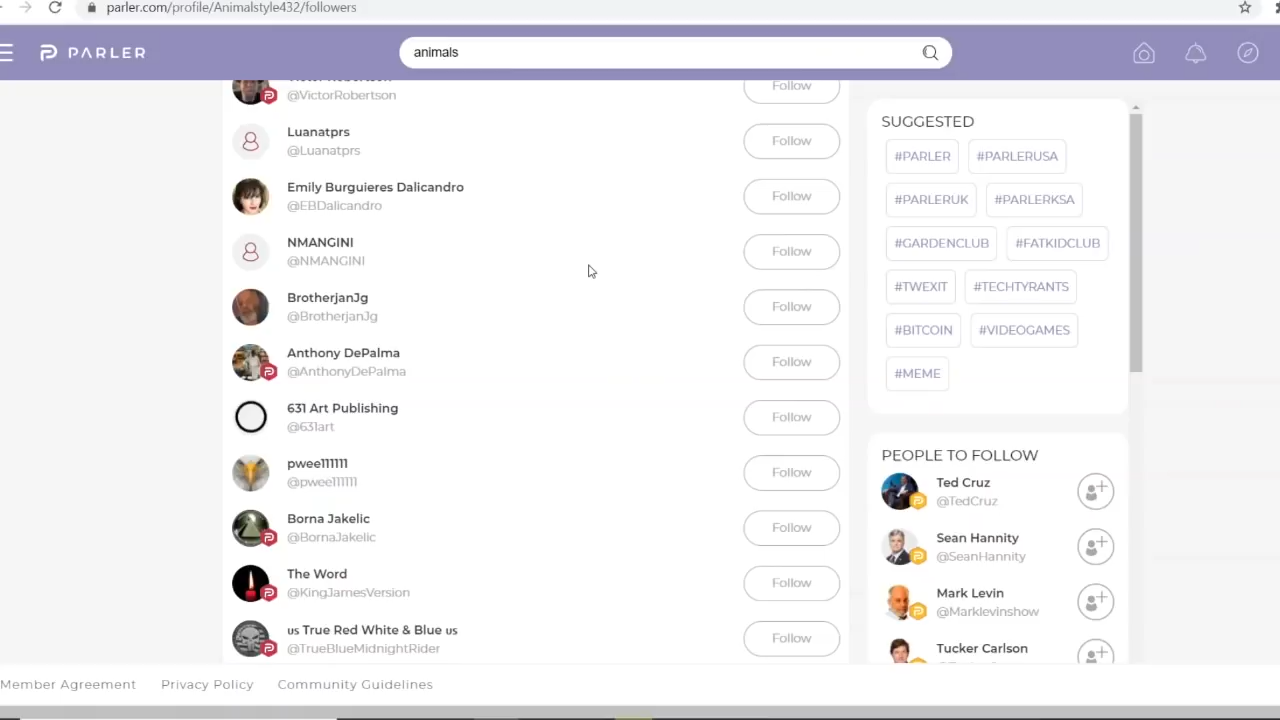 parler.com/profile/Animalstyle432/followers
PARLER
animals
@VictorRobertson
Follow
Luanatprs
@Luanatprs
Follow
Emily Burguieres Dalicandro
@EBDalicandro
Follow
NMANGINI
@NMANGINI
Follow
BrotherjanJg
@BrotherjanJg
Follow
Anthony DePalma
@AnthonyDePalma
Follow
631 Art Publishing
@631art
Follow
pwee111111
@pwee111111
Follow
Borna Jakelic
@BornaJakelic
Follow
The Word
@KingJamesVersion
Follow
us True Red White & Blue us
@TrueBlueMidnightRider
Follow
SUGGESTED
#PARLER #PARLERUSA
#PARLERUK #PARLERKSA
#GARDENCLUB #FATKIDCLUB
#TWEXIT #TECHTYRANTS
#BITCOIN #VIDEOGAMES
#MEME
PEOPLE TO FOLLOW
Ted Cruz
@TedCruz
Sean Hannity
@SeanHannity
Mark Levin
@Marklevinshow
Tucker Carlson
Member Agreement Privacy Policy Community Guidelines